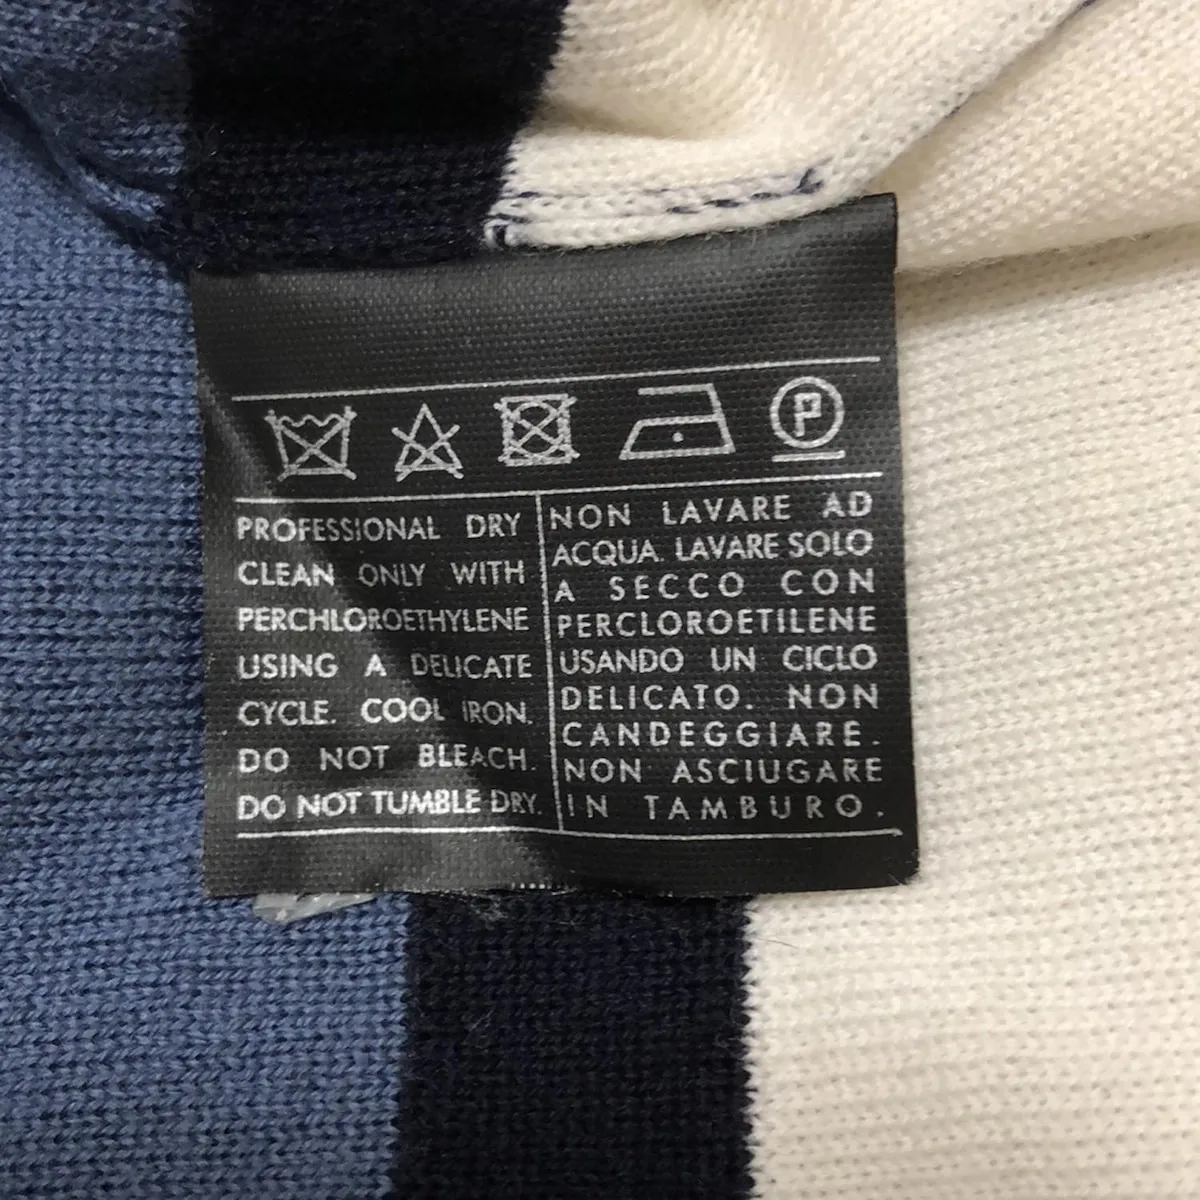 P
PROFESSIONAL DRY
CLEAN ONLY WITH
PERCHLOROETHYLENE
USING A DELICATE
CYCLE. COOL IRON.
DO NOT BLEACH.
DO NOT TUMBLE DRY.
NON LAVARE AD
ACQUA. LAVARE SOLO
A SECCO CON
PERCLOROETILENE
USANDO UN CICLO
DELICATO. NON
CANDEGGIARE.
NON ASCIUGARE
IN TAMBURO.